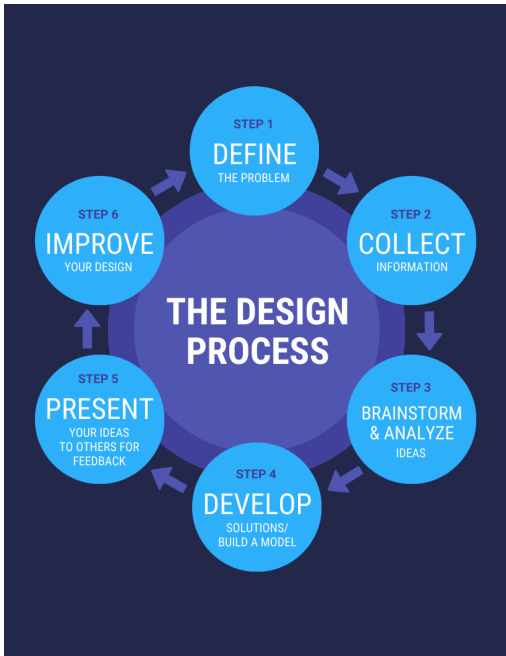 STEP 1
DEFINE
THE PROBLEM
STEP 2
COLLECT
INFORMATION
STEP 3
BRAINSTORM
& ANALYZE
IDEAS
STEP 4
DEVELOP
SOLUTIONS/
BUILD A MODEL
STEP 5
PRESENT
YOUR IDEAS
TO OTHERS FOR
FEEDBACK
STEP 6
IMPROVE
YOUR DESIGN
THE DESIGN
PROCESS